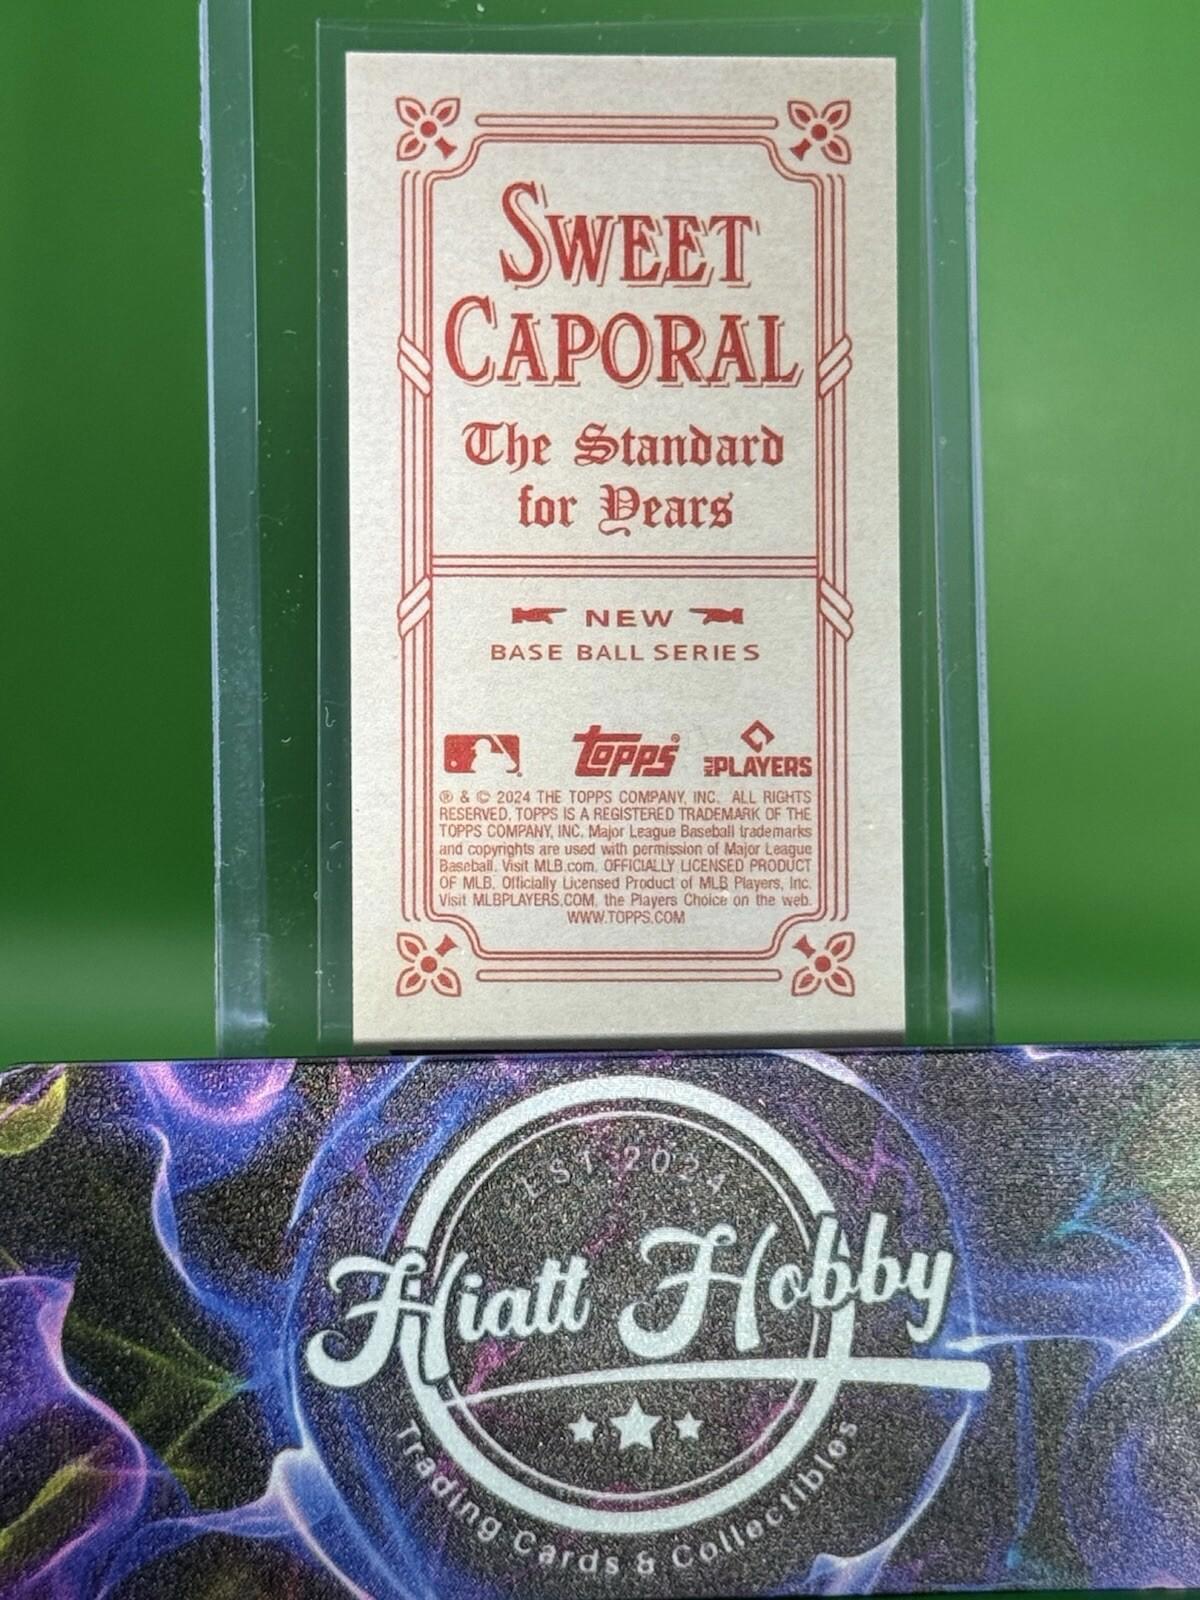 SWEET
CAPORAL
The Standard
for Years
NEW
BASE BALL SERIES
Topps®
MLB PLAYERS
® & © 2024 THE TOPPS COMPANY, INC. ALL RIGHTS
RESERVED. TOPPS IS A REGISTERED TRADEMARK OF THE
TOPPS COMPANY, INC. Major League Baseball trademarks
and copyrights are used with permission of Major League
Baseball. Visit MLB.com. OFFICIALLY LICENSED PRODUCT
OF MLB. Officially Licensed Product of MLB Players, Inc.
Visit MLBPLAYERS.COM, the Players Choice on the web.
WWW.TOPPS.COM
EST. 2024
Hiatt Hobby
Trading Cards & Collectibles